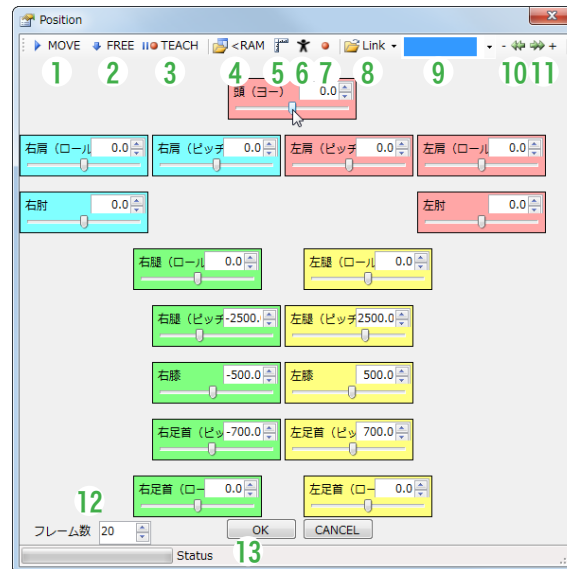 Position
MOVE FREE TEACH <RAM Link - +
1 2 3 4 5 6 7 8 9 10 11
頭（ヨー） 0.0
右肩（ロール 0.0 右肩（ピッチ 0.0 左肩（ピッチ 0.0 左肩（ロール 0.0
右肘 0.0 左肘 0.0
右腿（ロール 0.0 左腿（ロール 0.0
右腿（ピッチ -2500. 左腿（ピッチ 2500.0
右膝 -500.0 左膝 500.0
右足首（ピッ -700.0 左足首（ピッ 700.0
右足首（ロー 0.0 左足首（ロー 0.0
12
フレーム数 20 OK CANCEL
Status
13